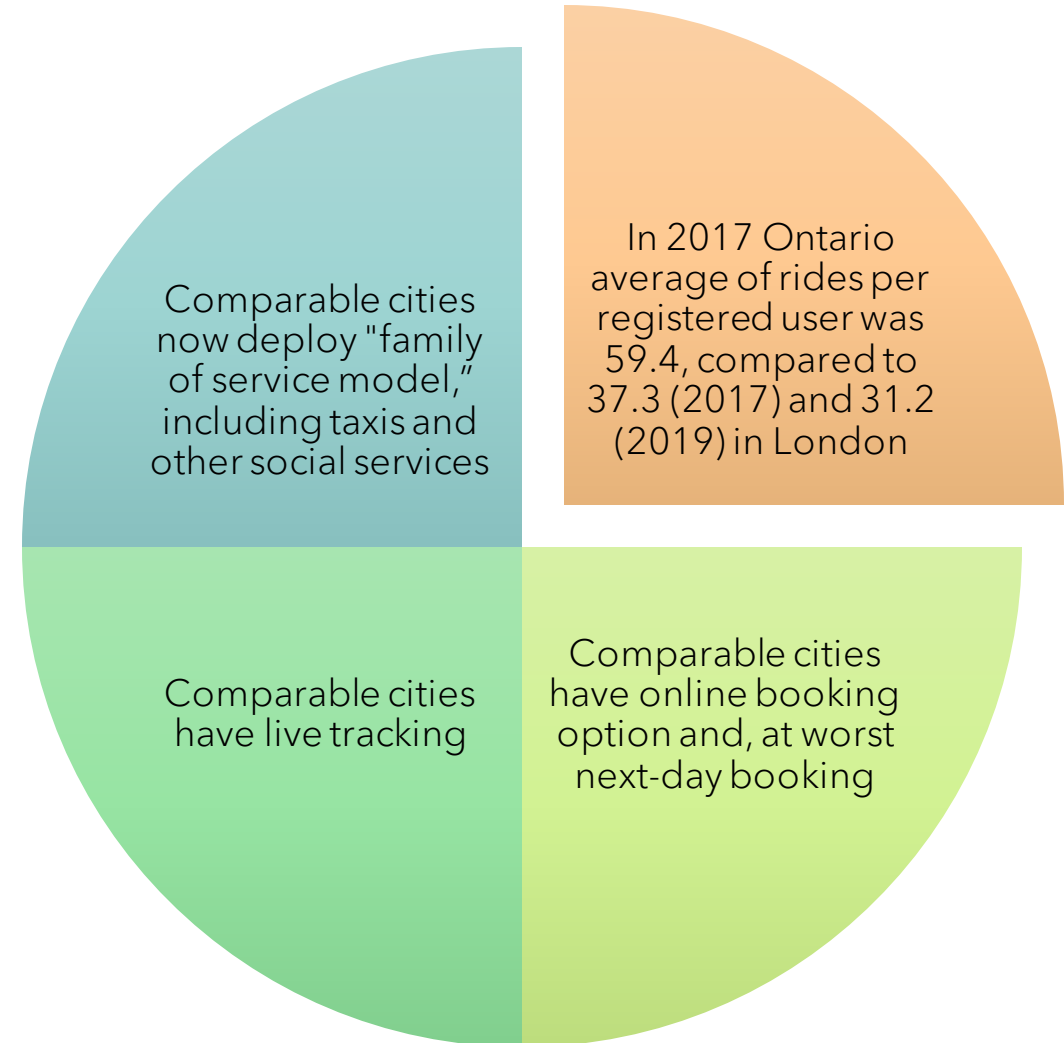 In 2017 Ontario
average of rides per
registered user was
59.4, compared to
37.3 (2017) and 31.2
(2019) in London
Comparable cities
now deploy "family
of service model,”
including taxis and
other social services
Comparable cities
have live tracking
Comparable cities
have online booking
option and, at worst
next-day booking